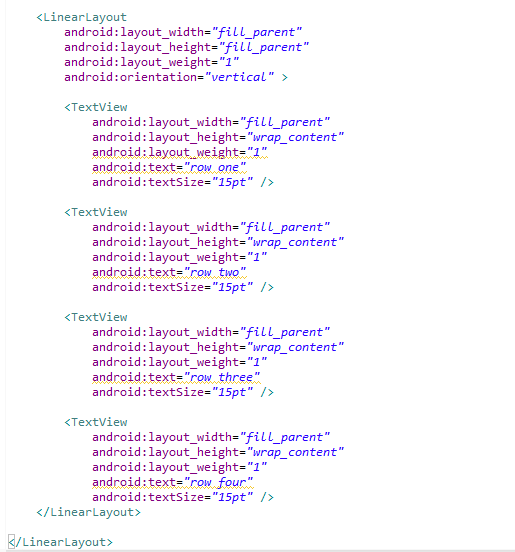 <LinearLayout
android:layout_width="fill_parent"
android:layout_height="fill_parent"
android:layout_weight="1"
android:orientation="vertical" >
<TextView
android:layout_width="fill_parent"
android:layout_height="wrap_content"
android:layout_weight="1"
android:text="row one"
android:textSize="15pt" />
<TextView
android:layout_width="fill_parent"
android:layout_height="wrap_content"
android:layout_weight="1"
android:text="row two"
android:textSize="15pt" />
<TextView
android:layout_width="fill_parent"
android:layout_height="wrap_content"
android:layout_weight="1"
android:text="row three"
android:textSize="15pt" />
<TextView
android:layout_width="fill_parent"
android:layout_height="wrap_content"
android:layout_weight="1"
android:text="row four"
android:textSize="15pt" />
</LinearLayout>
</LinearLayout>